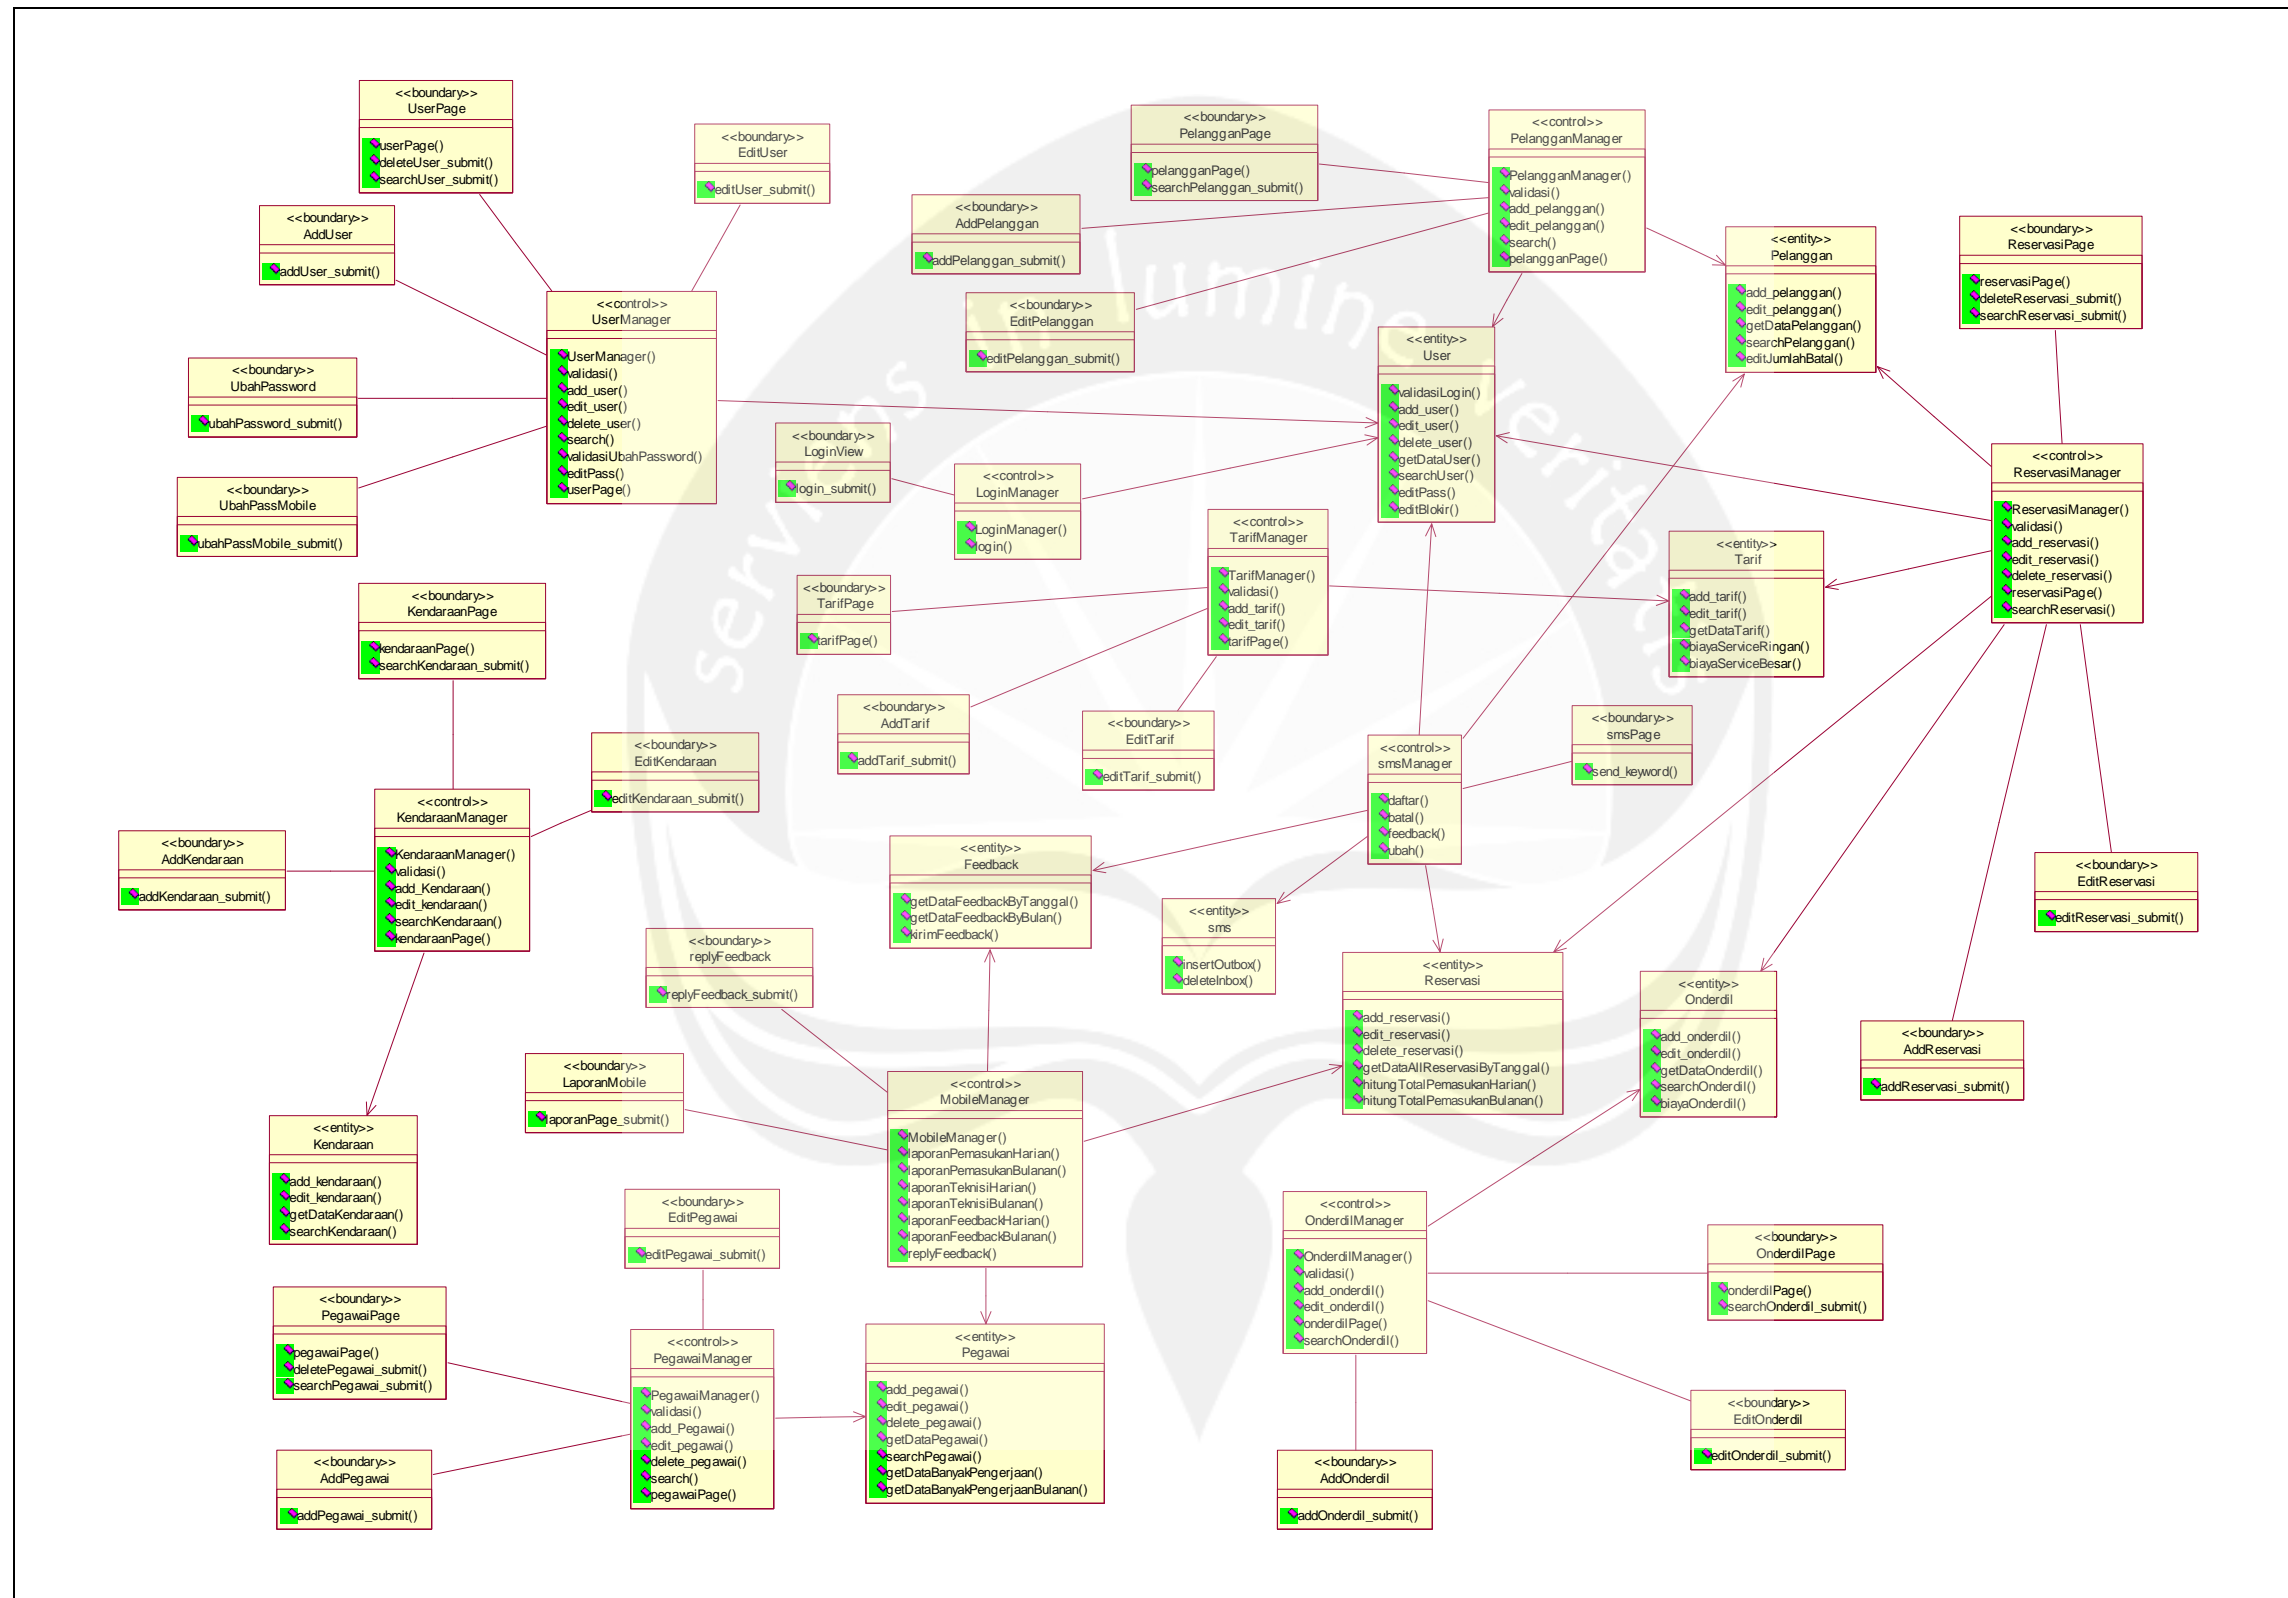 <<boundary>>
UserPage
userPage()
deleteUser_submit()
searchUser_submit()
<<boundary>>
EditUser
editUser_submit()
<<boundary>>
AddUser
addUser_submit()
<<control>>
UserManager
UserManager()
validasi()
add_user()
edit_user()
delete_user()
search()
validasiUbahPassword()
editPass()
userPage()
<<boundary>>
UbahPassword
ubahPassword_submit()
<<boundary>>
UbahPassMobile
ubahPassMobile_submit()
<<boundary>>
PelangganPage
pelangganPage()
searchPelanggan_submit()
<<control>>
PelangganManager
PelangganManager()
validasi()
add_pelanggan()
edit_pelanggan()
search()
pelangganPage()
<<boundary>>
AddPelanggan
addPelanggan_submit()
<<boundary>>
EditPelanggan
editPelanggan_submit()
<<entity>>
Pelanggan
add_pelanggan()
edit_pelanggan()
getDataPelanggan()
searchPelanggan()
editJumlahBatal()
<<boundary>>
ReservasiPage
reservasiPage()
deleteReservasi_submit()
searchReservasi_submit()
<<entity>>
User
validasiLogin()
add_user()
edit_user()
delete_user()
getDataUser()
searchUser()
editPass()
editBlokir()
<<boundary>>
LoginView
login_submit()
<<control>>
LoginManager
LoginManager()
login()
<<control>>
ReservasiManager
ReservasiManager()
validasi()
add_reservasi()
edit_reservasi()
delete_reservasi()
reservasiPage()
searchReservasi()
<<control>>
TarifManager
TarifManager()
validasi()
add_tarif()
edit_tarif()
tarifPage()
<<entity>>
Tarif
add_tarif()
edit_tarif()
getDataTarif()
biayaServiceRingan()
biayaServiceBesar()
<<boundary>>
TarifPage
tarifPage()
<<boundary>>
AddTarif
addTarif_submit()
<<boundary>>
EditTarif
editTarif_submit()
<<boundary>>
KendaraanPage
kendaraanPage()
searchKendaraan_submit()
<<boundary>>
EditKendaraan
editKendaraan_submit()
<<control>>
KendaraanManager
KendaraanManager()
validasi()
add_Kendaraan()
edit_kendaraan()
searchKendaraan()
kendaraanPage()
<<boundary>>
AddKendaraan
addKendaraan_submit()
<<control>>
smsManager
daftar()
batal()
feedback()
ubah()
<<boundary>>
smsPage
send_keyword()
<<entity>>
Feedback
getDataFeedbackByTanggal()
getDataFeedbackByBulan()
kirimFeedback()
<<entity>>
sms
insertOutbox()
deleteInbox()
<<boundary>>
EditReservasi
editReservasi_submit()
<<boundary>>
replyFeedback
replyFeedback_submit()
<<entity>>
Reservasi
add_reservasi()
edit_reservasi()
delete_reservasi()
getDataAllReservasiByTanggal()
hitungTotalPemasukanHarian()
hitungTotalPemasukanBulanan()
<<entity>>
Onderdil
add_onderdil()
edit_onderdil()
getDataOnderdil()
searchOnderdil()
biayaOnderdil()
<<boundary>>
AddReservasi
addReservasi_submit()
<<boundary>>
LaporanMobile
laporanPage_submit()
<<control>>
MobileManager
MobileManager()
laporanPemasukanHarian()
laporanPemasukanBulanan()
laporanTeknisiHarian()
laporanTeknisiBulanan()
laporanFeedbackHarian()
laporanFeedbackBulanan()
replyFeedback()
<<entity>>
Kendaraan
add_kendaraan()
edit_kendaraan()
getDataKendaraan()
searchKendaraan()
<<boundary>>
EditPegawai
editPegawai_submit()
<<control>>
OnderdilManager
OnderdilManager()
validasi()
add_onderdil()
edit_onderdil()
onderdilPage()
searchOnderdil()
<<boundary>>
OnderdilPage
onderdilPage()
searchOnderdil_submit()
<<boundary>>
PegawaiPage
pegawaiPage()
deletePegawai_submit()
searchPegawai_submit()
<<control>>
PegawaiManager
PegawaiManager()
validasi()
add_Pegawai()
edit_pegawai()
delete_pegawai()
search()
pegawaiPage()
<<entity>>
Pegawai
add_pegawai()
edit_pegawai()
delete_pegawai()
getDataPegawai()
searchPegawai()
getDataBanyakPengerjaan()
getDataBanyakPengerjaanBulanan()
<<boundary>>
EditOnderdil
editOnderdil_submit()
<<boundary>>
AddPegawai
addPegawai_submit()
<<boundary>>
AddOnderdil
addOnderdil_submit()
serviens in lumine veritatis